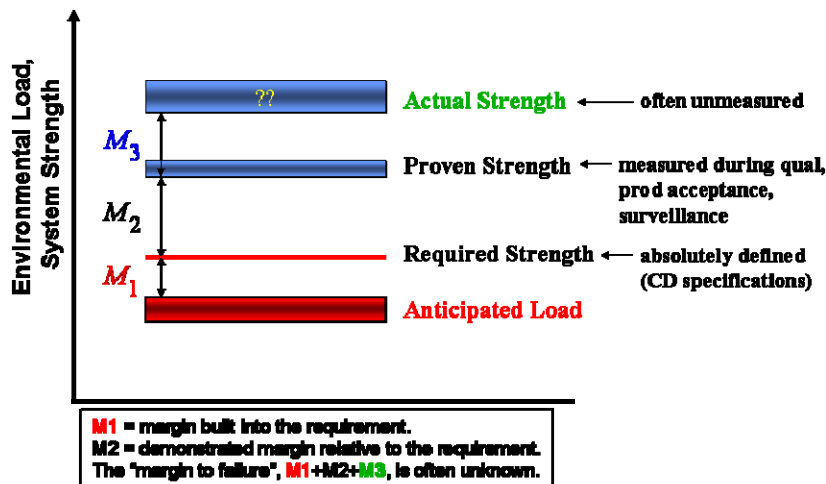 Environmental Load,
System Strength
??
Actual Strength
often unmeasured
M3
Proven Strength
measured during qual,
prod acceptance,
surveillance
M2
Required Strength
absolutely defined
(CD specifications)
M1
Anticipated Load
M1 = margin built into the requirement.
M2 = demonstrated margin relative to the requirement.
The "margin to failure", M1+M2+M3, is often unknown.